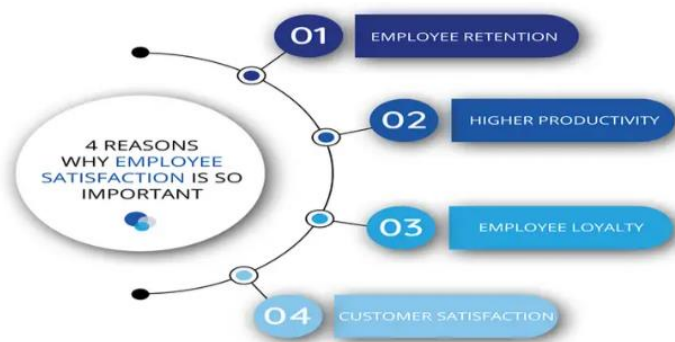 4 REASONS
WHY EMPLOYEE
SATISFACTION IS SO
IMPORTANT
01
EMPLOYEE RETENTION
02
HIGHER PRODUCTIVITY
03
EMPLOYEE LOYALTY
04
CUSTOMER SATISFACTION